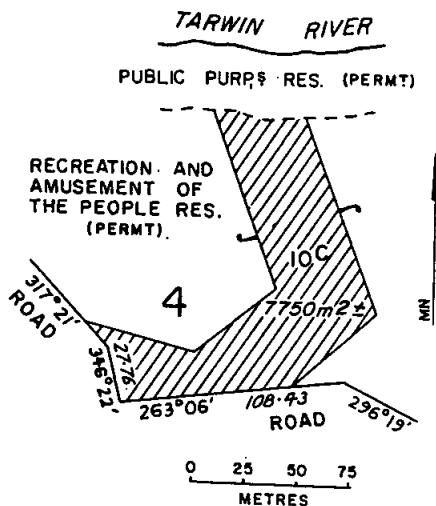 TARWIN RIVER
PUBLIC PURP,S RES. (PERMT)
RECREATION AND
AMUSEMENT OF
THE PEOPLE RES.
(PERMT).
10C
7750m2±
4
MN
317°21'
ROAD
27·76
346°22'
263°06'
108·43
ROAD
296°19'
0 25 50 75
METRES